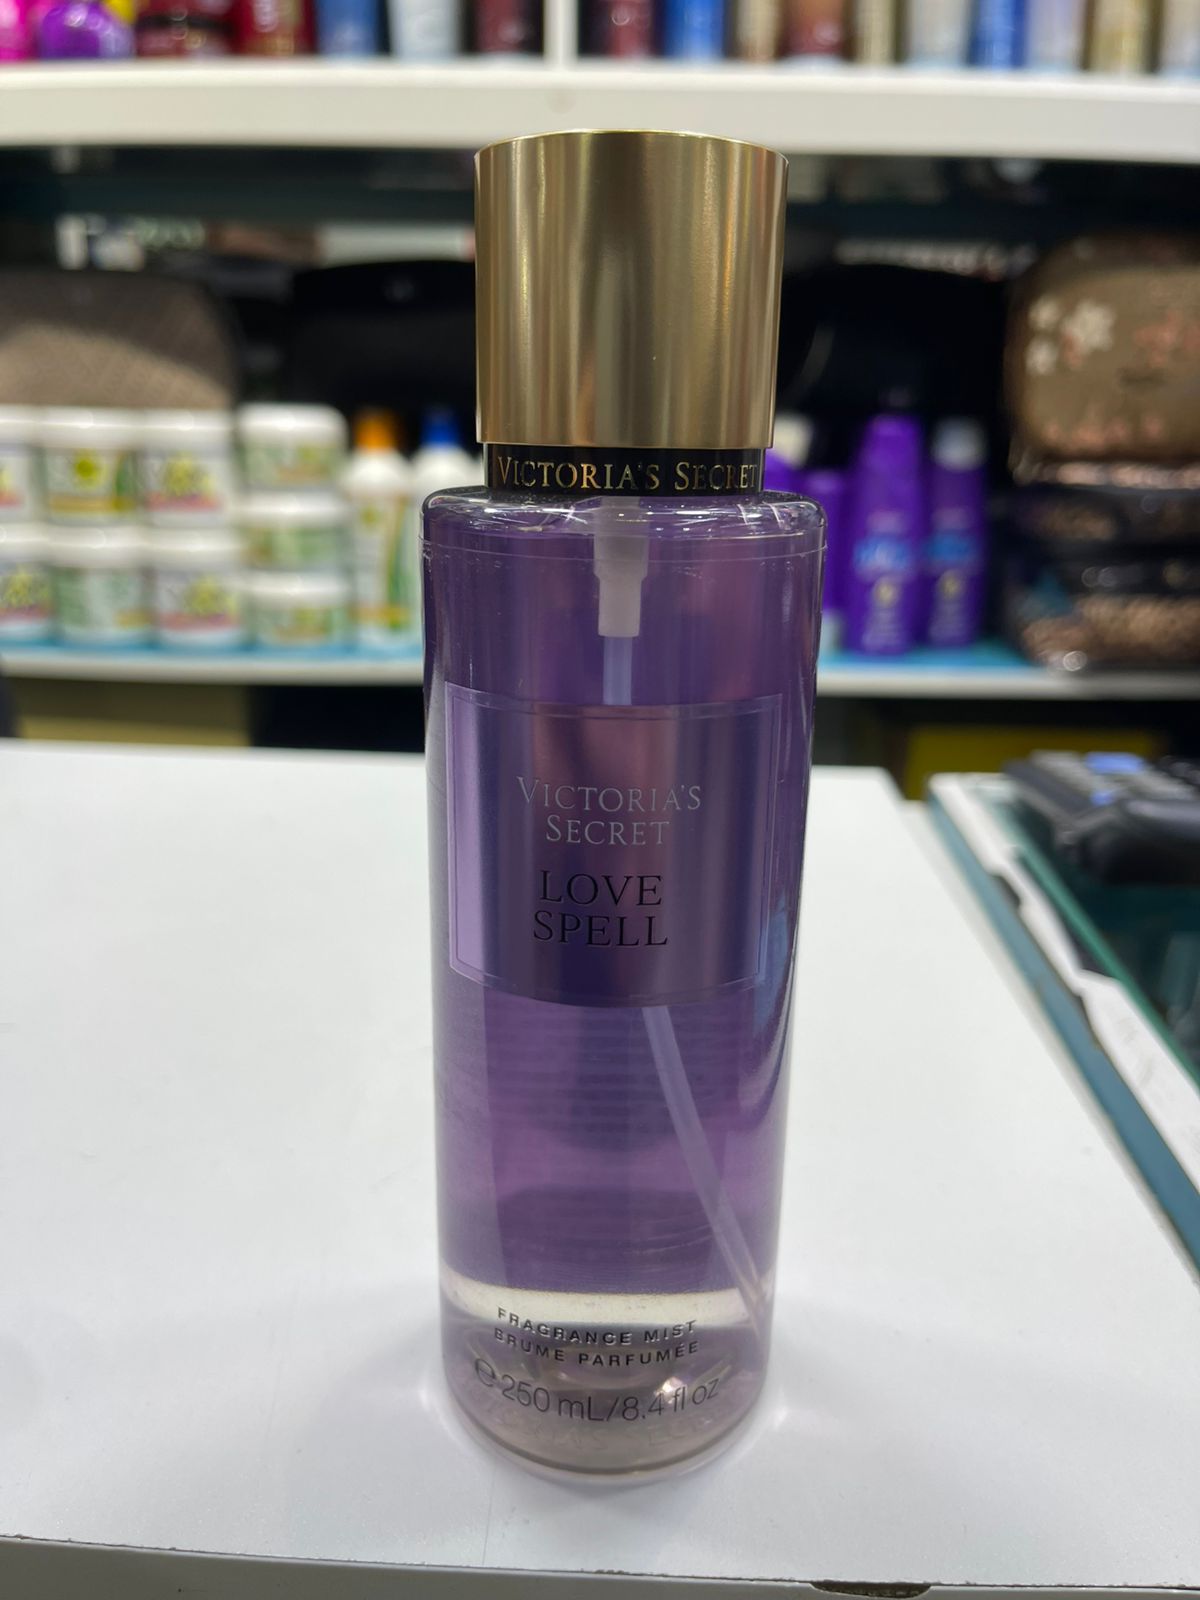 VICTORIA'S SECRET
VICTORIA'S
SECRET
LOVE
SPELL
FRAGRANCE MIST
BRUME PARFUMÉE
℮ 250 mL/8.4 fl oz